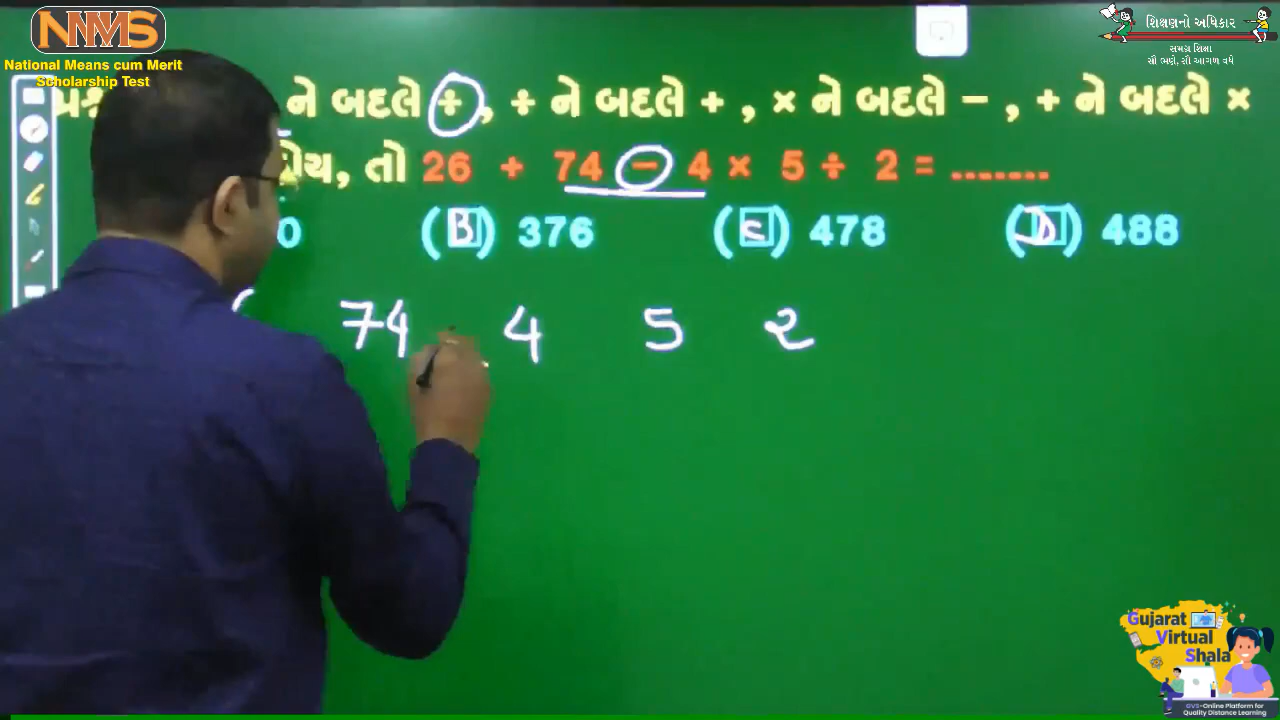 NMMS
National Means cum Merit
Scholarship Test
શિક્ષણનો અધિકાર
સમગ્ર શિક્ષા
સૌ ભણે, સૌ આગળ વધે
ને બદલે ÷ , ÷ ને બદલે + , × ને બદલે − , + ને બદલે ×
તો 26 + 74 − 4 × 5 ÷ 2 = .......
(B) 376 (C) 478 (D) 488
74 4 5 २
Gujarat
Virtual
Shala
GVS-Online Platform for
Quality Distance Learning